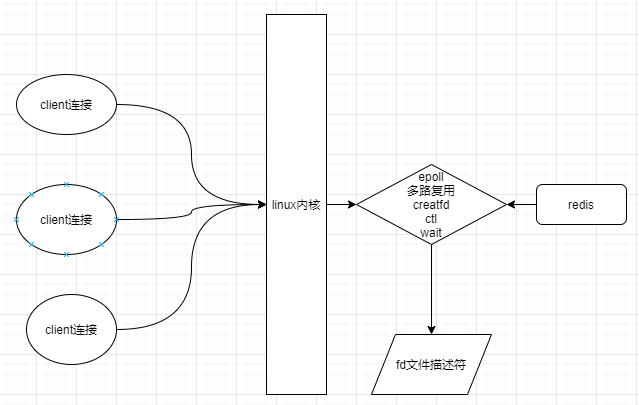 client连接
client连接
client连接
linux内核
epoll
多路复用
creatfd
ctl
wait
redis
fd文件描述符